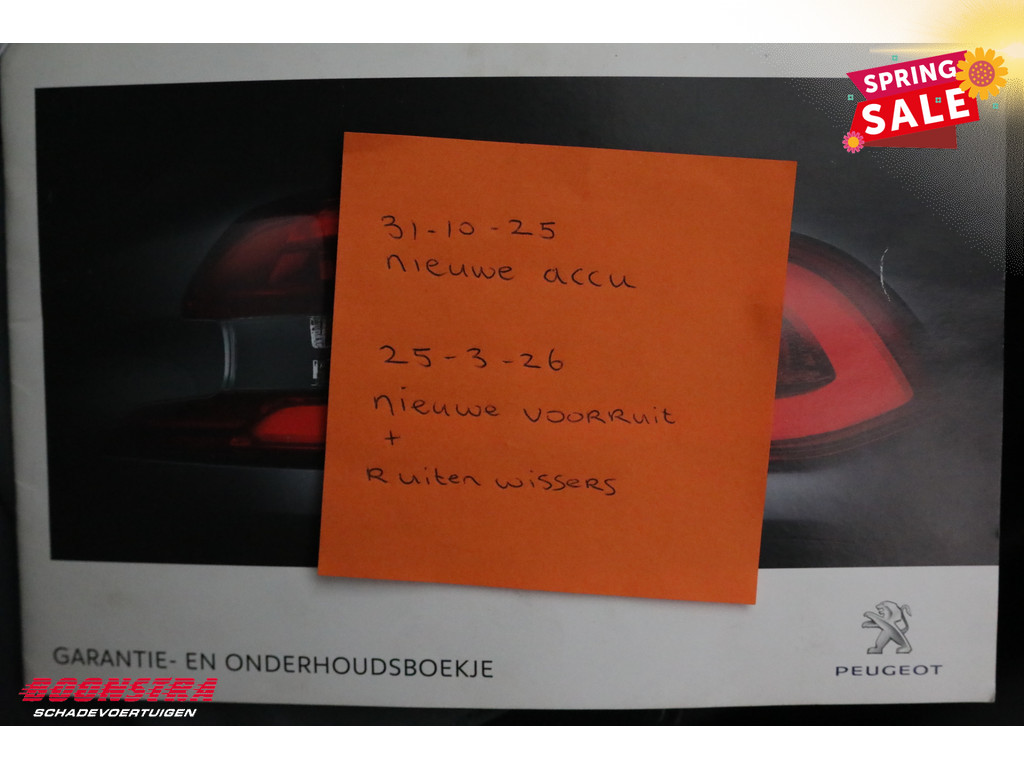 SPRING
SALE
31-10-25
nieuwe accu
25-3-26
nieuwe voorruit
+
Ruiten wissers
GARANTIE- EN ONDERHOUDSBOEKJE
PEUGEOT
BOONSTRA
SCHADEVOERTUIGEN